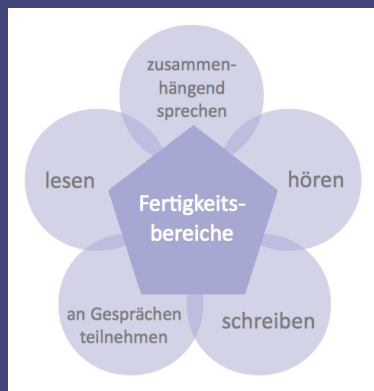 zusammen-
hängend
sprechen
lesen
hören
Fertigkeits-
bereiche
an Gesprächen
teilnehmen
schreiben